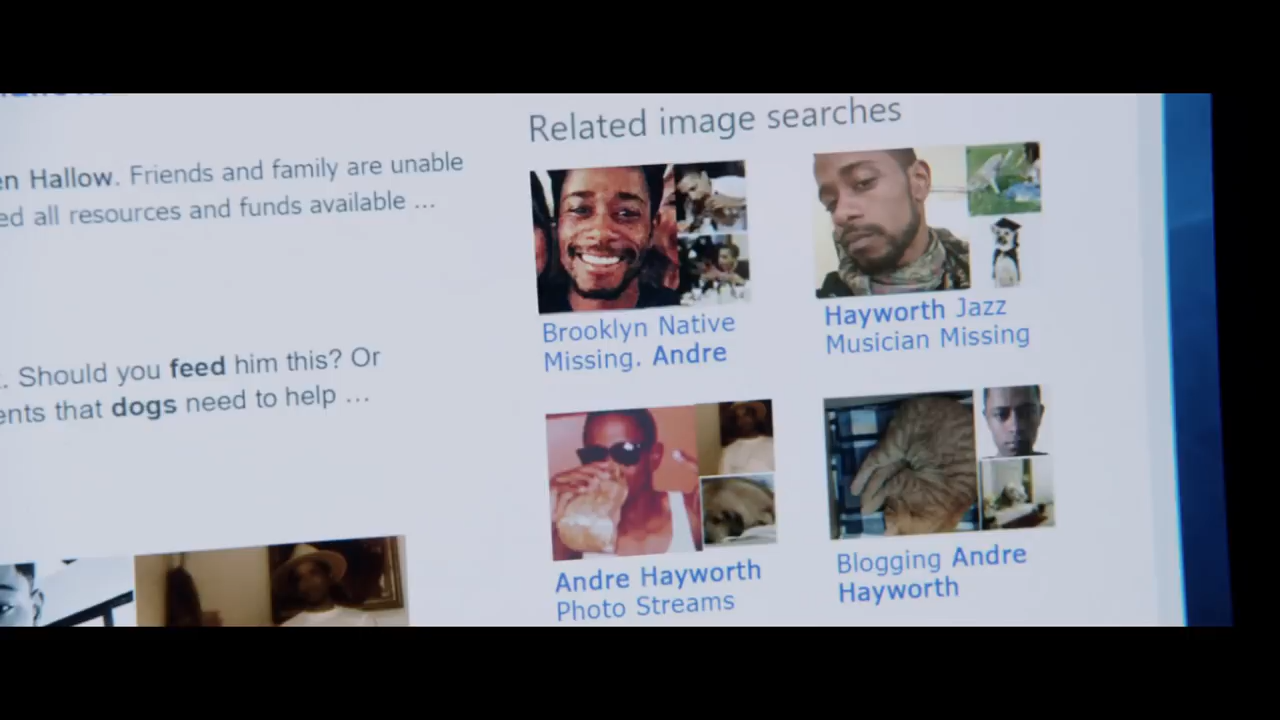 en Hallow. Friends and family are unable
ed all resources and funds available ...
. Should you feed him this? Or
ents that dogs need to help ...
Related image searches
Brooklyn Native
Missing. Andre
Hayworth Jazz
Musician Missing
Andre Hayworth
Photo Streams
Blogging Andre
Hayworth